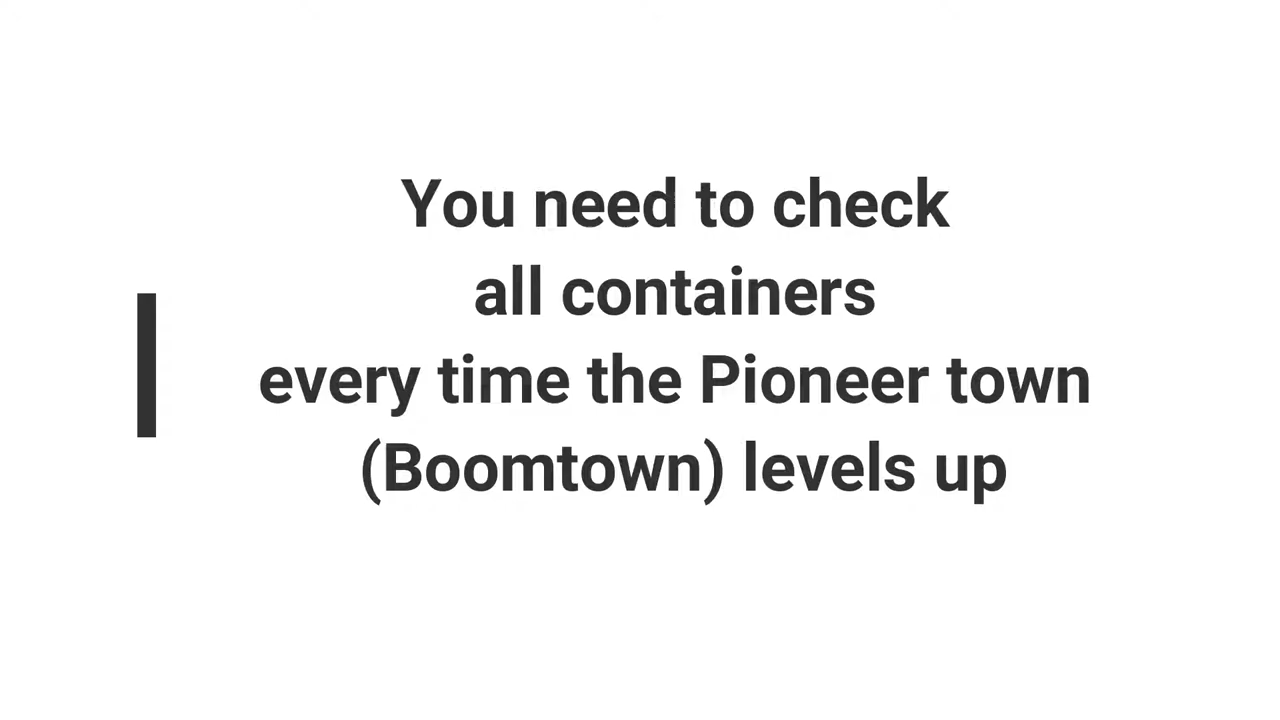 You need to check
all containers
every time the Pioneer town
(Boomtown) levels up